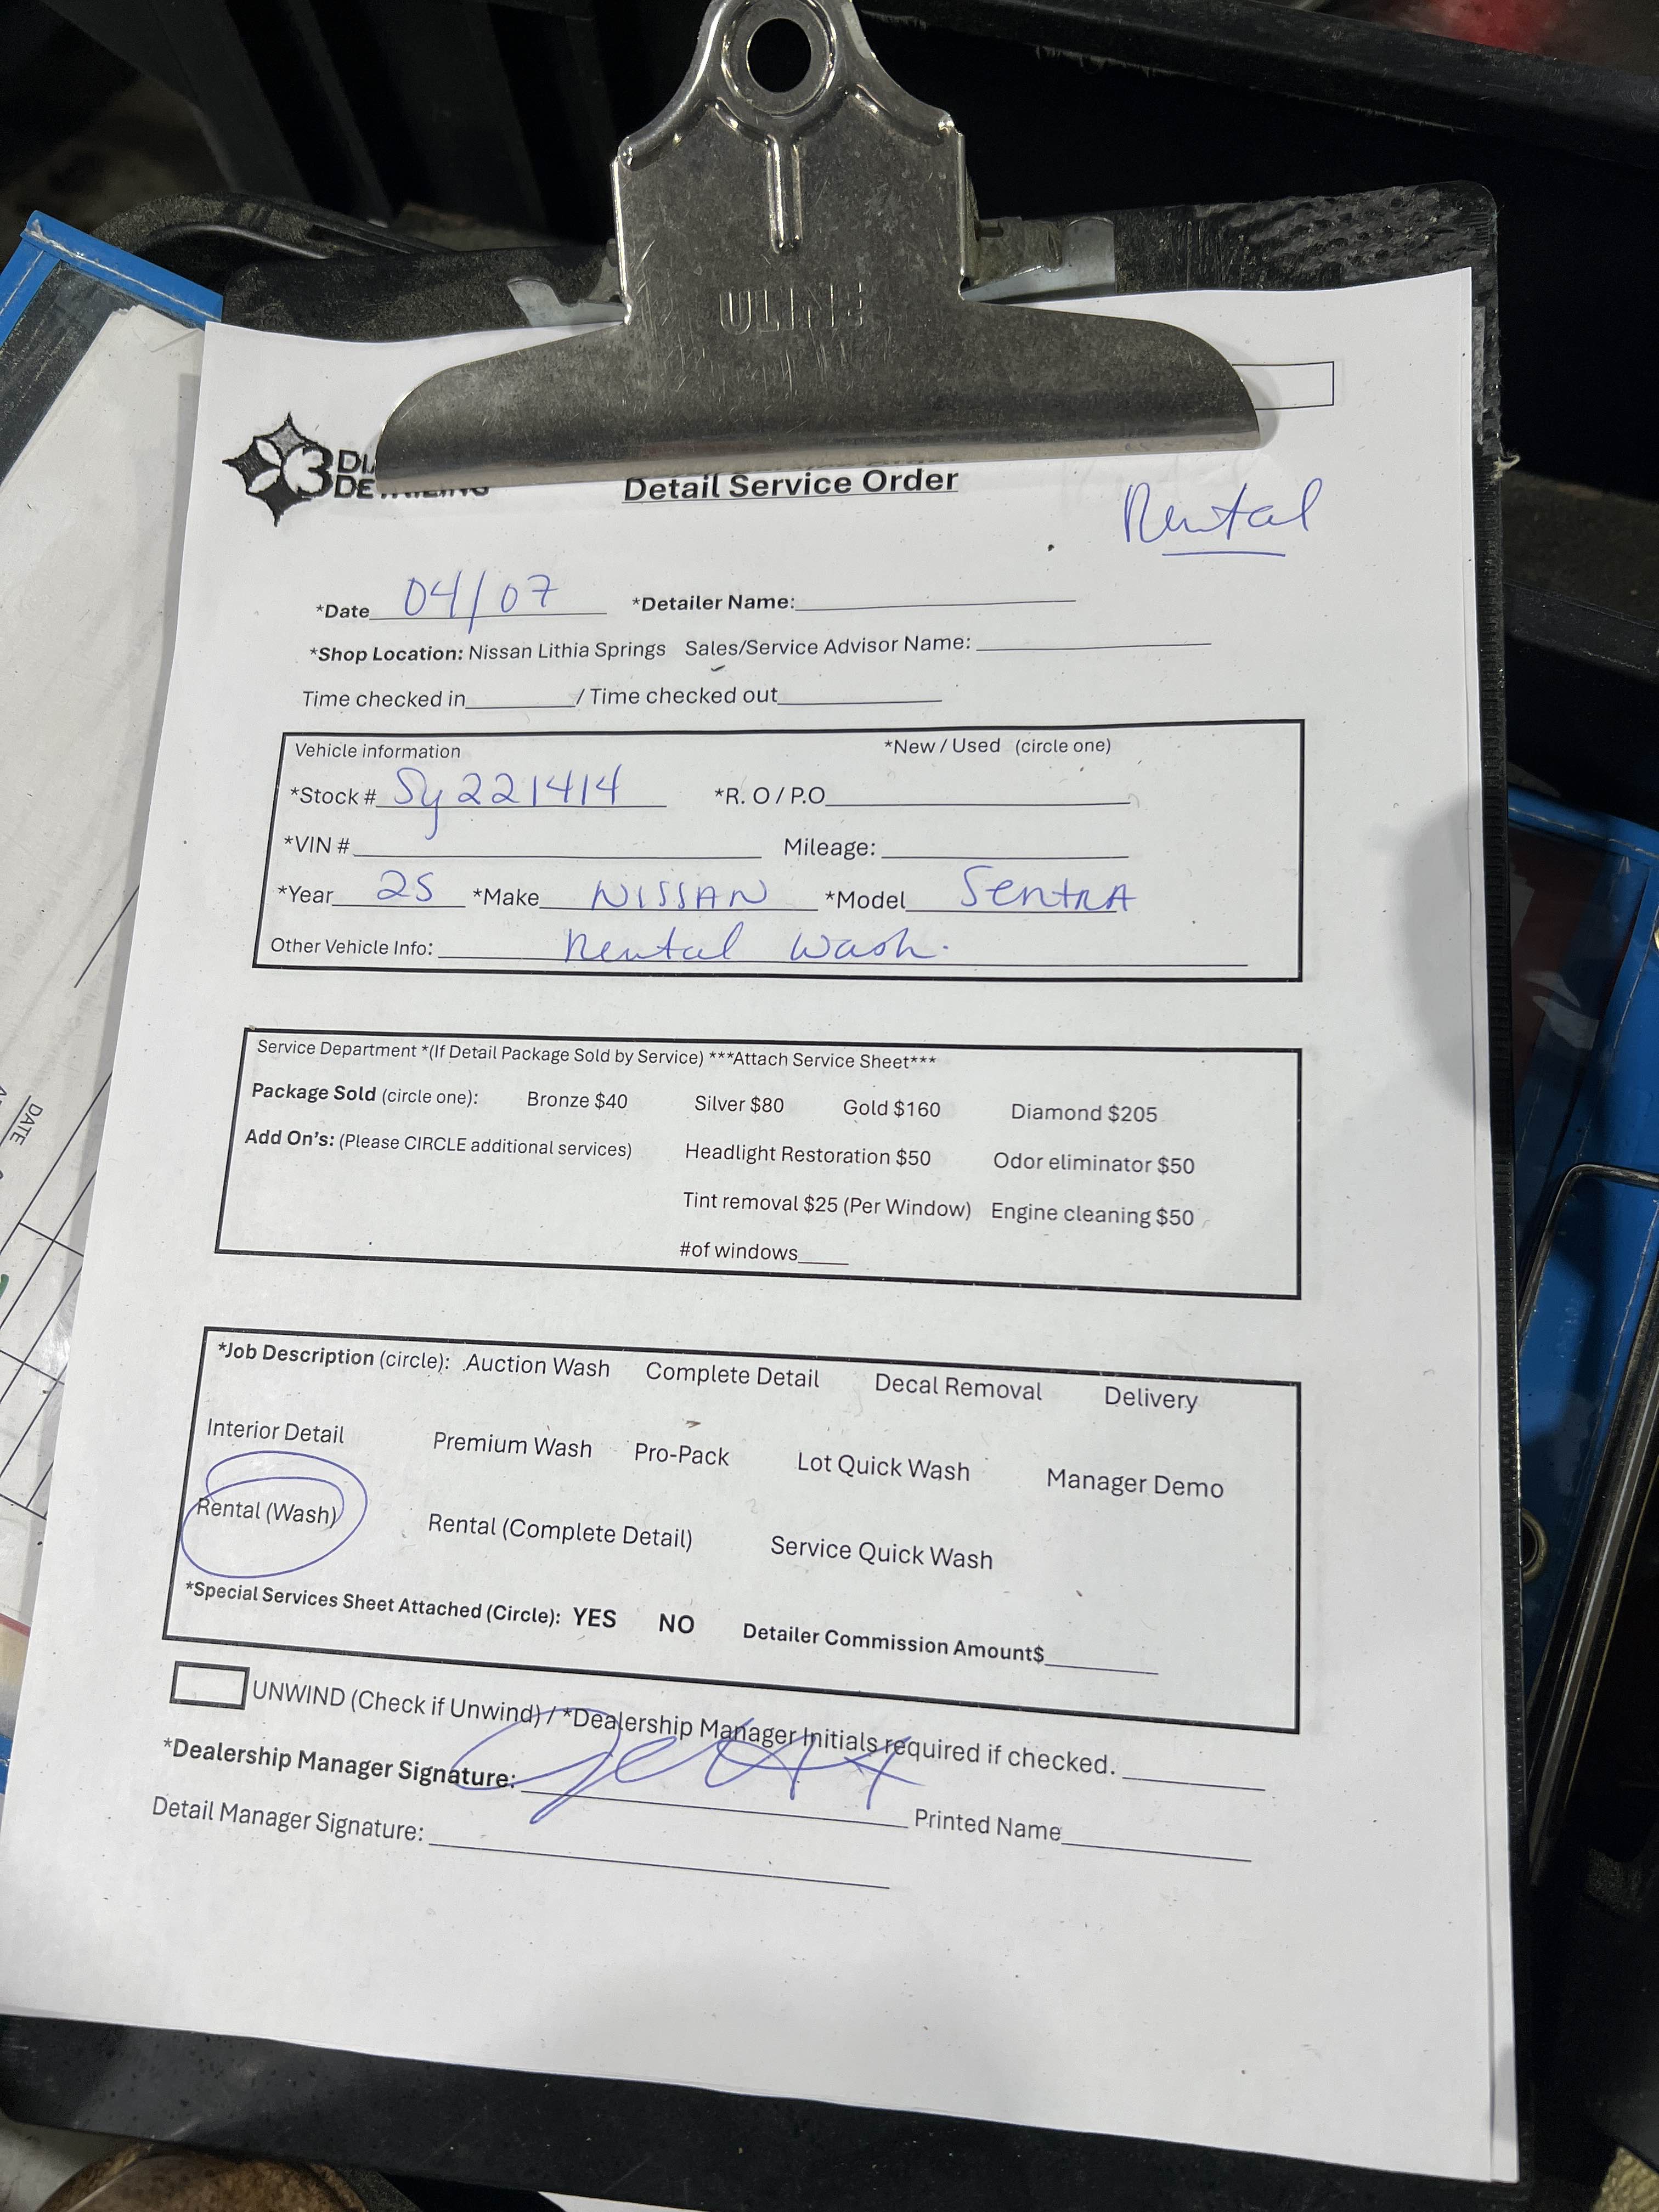 ULINE
Detail Service Order
Rental
*Date 04/07 *Detailer Name:
*Shop Location: Nissan Lithia Springs Sales/Service Advisor Name:
Time checked in / Time checked out
Vehicle information *New / Used (circle one)
*Stock # Sy221414 *R. O / P.O
*VIN # Mileage:
*Year 25 *Make NISSAN *Model SentRA
Other Vehicle Info: Rental Wash.
Service Department *(If Detail Package Sold by Service) ***Attach Service Sheet***
Package Sold (circle one): Bronze $40 Silver $80 Gold $160 Diamond $205
Add On's: (Please CIRCLE additional services) Headlight Restoration $50 Odor eliminator $50
Tint removal $25 (Per Window) Engine cleaning $50
#of windows
*Job Description (circle): Auction Wash Complete Detail Decal Removal Delivery
Interior Detail Premium Wash Pro-Pack Lot Quick Wash Manager Demo
Rental (Wash) Rental (Complete Detail) Service Quick Wash
*Special Services Sheet Attached (Circle): YES NO Detailer Commission Amount$
UNWIND (Check if Unwind) / *Dealership Manager Initials required if checked.
*Dealership Manager Signature: Printed Name
Detail Manager Signature:
DATE